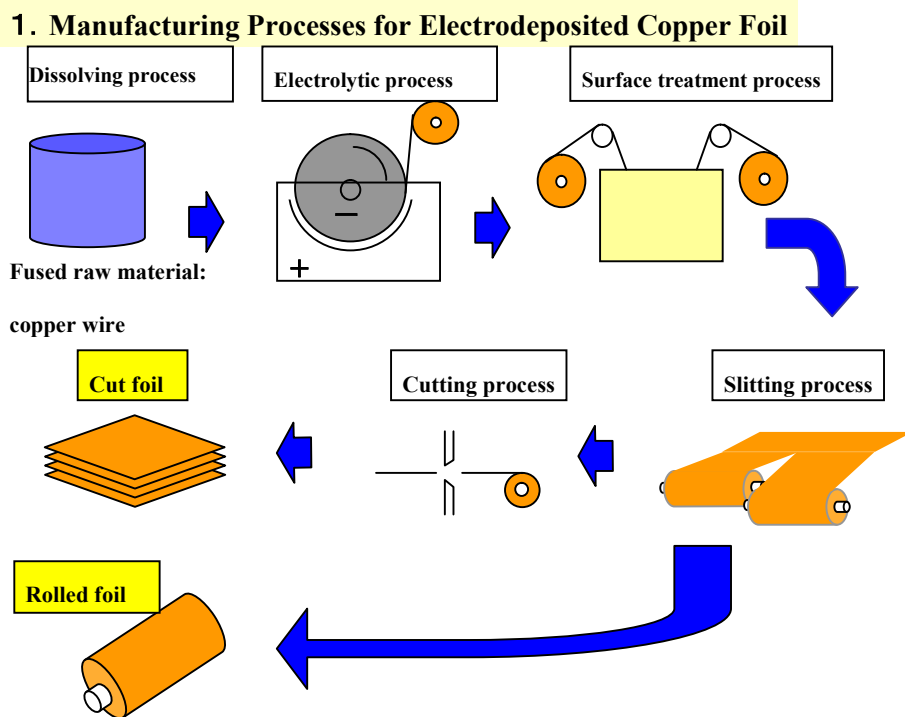 1. Manufacturing Processes for Electrodeposited Copper Foil
Dissolving process
Electrolytic process
Surface treatment process
−
+
Fused raw material:
copper wire
Cut foil
Cutting process
Slitting process
Rolled foil